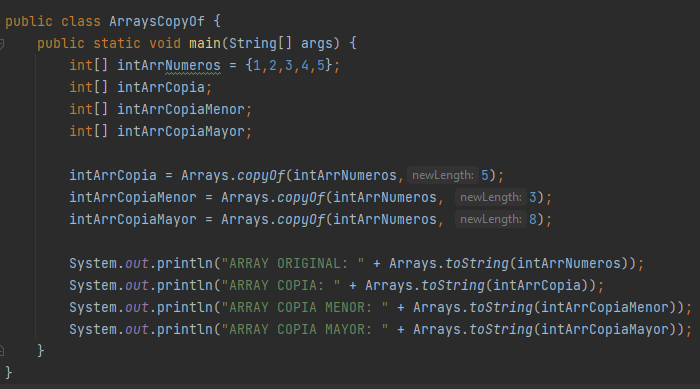 public class ArraysCopyOf {
public static void main(String[] args) {
int[] intArrNumeros = {1,2,3,4,5};
int[] intArrCopia;
int[] intArrCopiaMenor;
int[] intArrCopiaMayor;
intArrCopia = Arrays.copyOf(intArrNumeros, newLength: 5);
intArrCopiaMenor = Arrays.copyOf(intArrNumeros, newLength: 3);
intArrCopiaMayor = Arrays.copyOf(intArrNumeros, newLength: 8);
System.out.println("ARRAY ORIGINAL: " + Arrays.toString(intArrNumeros));
System.out.println("ARRAY COPIA: " + Arrays.toString(intArrCopia));
System.out.println("ARRAY COPIA MENOR: " + Arrays.toString(intArrCopiaMenor));
System.out.println("ARRAY COPIA MAYOR: " + Arrays.toString(intArrCopiaMayor));
}
}